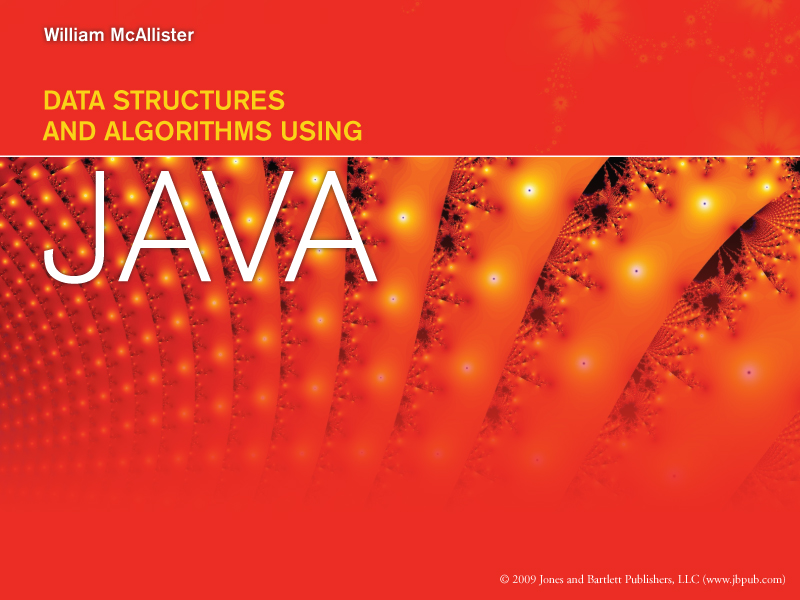 William McAllister
DATA STRUCTURES
AND ALGORITHMS USING
JAVA
© 2009 Jones and Bartlett Publishers, LLC (www.jbpub.com)